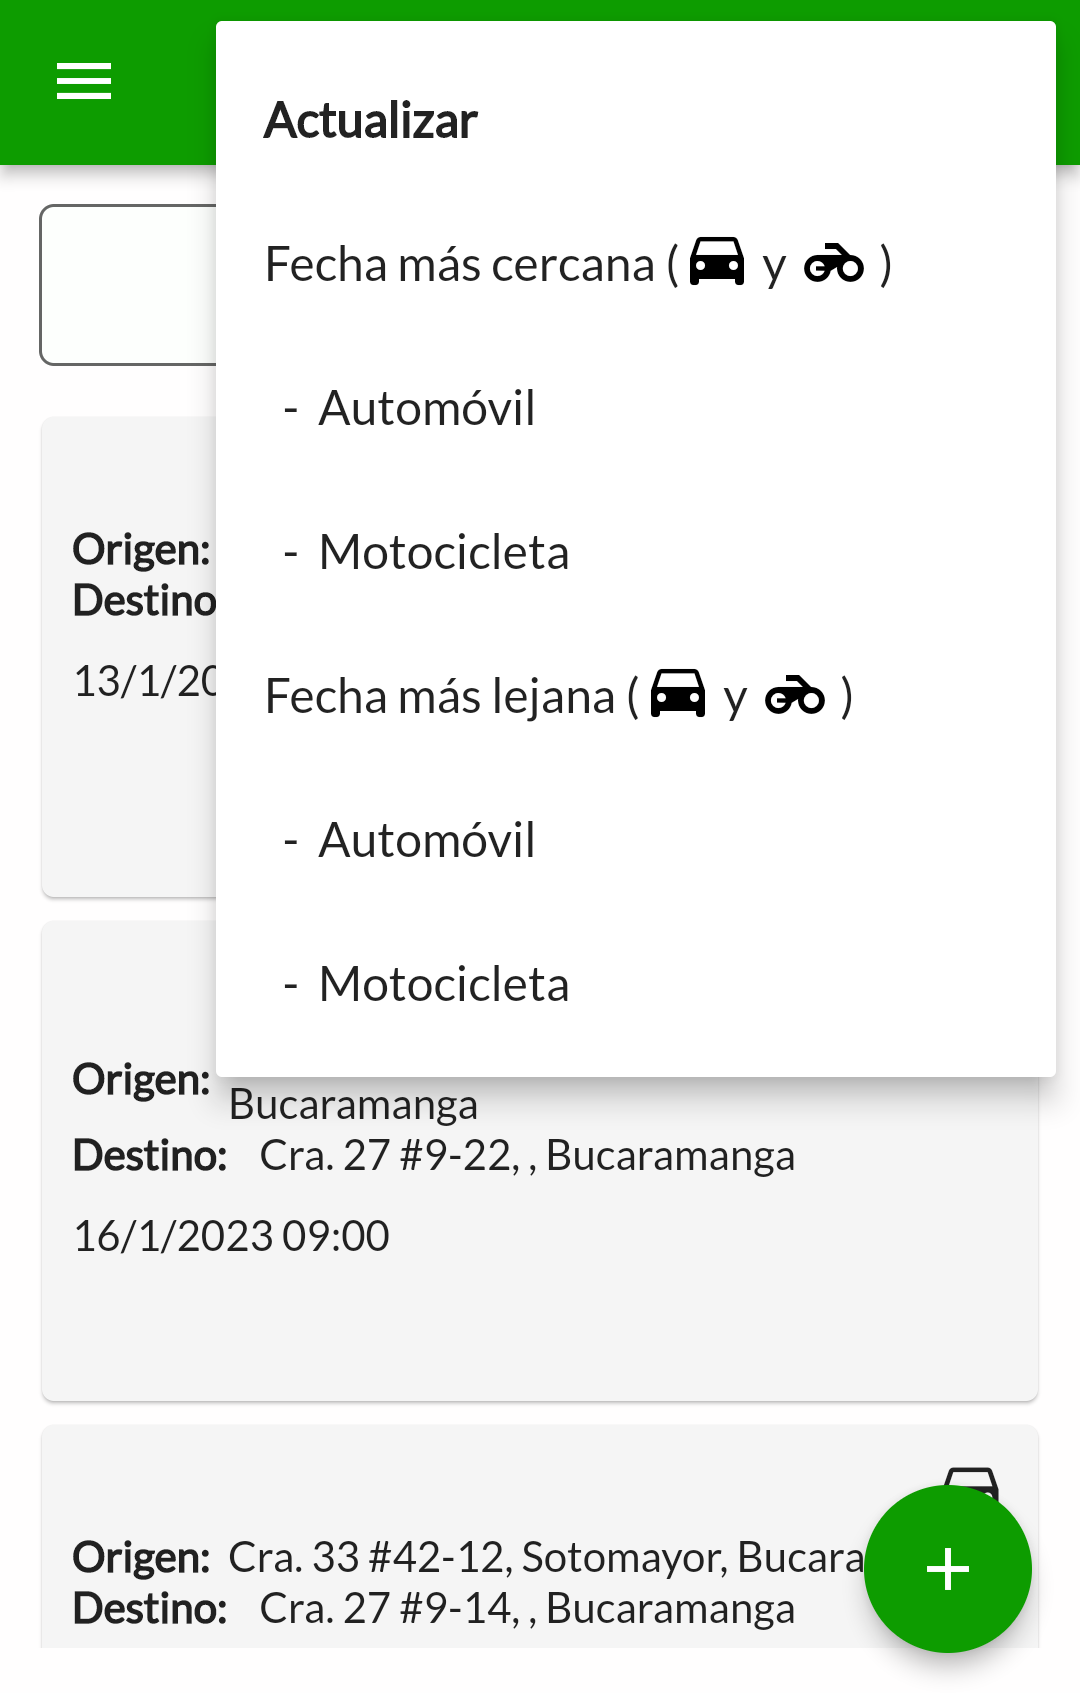 Actualizar
Fecha más cercana ( y )
- Automóvil
- Motocicleta
Fecha más lejana ( y )
- Automóvil
- Motocicleta
Origen:
Destino
13/1/20
Origen:
Bucaramanga
Destino: Cra. 27 #9-22, , Bucaramanga
16/1/2023 09:00
Origen: Cra. 33 #42-12, Sotomayor, Bucara
Destino: Cra. 27 #9-14, , Bucaramanga